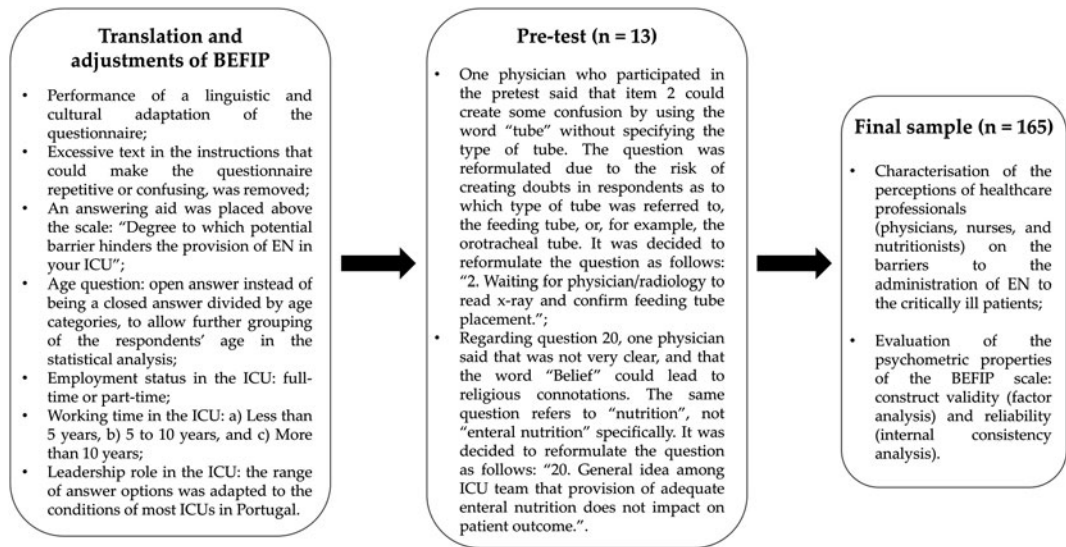 Translation and
adjustments of BEFIP
• Performance of a linguistic and
cultural adaptation of the
questionnaire;
• Excessive text in the instructions that
could make the questionnaire
repetitive or confusing, was removed;
• An answering aid was placed above
the scale: “Degree to which potential
barrier hinders the provision of EN in
your ICU”;
• Age question: open answer instead of
being a closed answer divided by age
categories, to allow further grouping
of the respondents’ age in the
statistical analysis;
• Employment status in the ICU: full-
time or part-time;
• Working time in the ICU: a) Less than
5 years, b) 5 to 10 years, and c) More
than 10 years;
• Leadership role in the ICU: the range
of answer options was adapted to the
conditions of most ICUs in Portugal.
Pre-test (n = 13)
• One physician who participated in
the pretest said that item 2 could
create some confusion by using the
word “tube” without specifying the
type of tube. The question was
reformulated due to the risk of
creating doubts in respondents as to
which type of tube was referred to,
the feeding tube, or, for example, the
orotracheal tube. It was decided to
reformulate the question as follows:
“2. Waiting for physician/radiology to
read x-ray and confirm feeding tube
placement.”;
• Regarding question 20, one physician
said that was not very clear, and that
the word “Belief” could lead to
religious connotations. The same
question refers to “nutrition”, not
“enteral nutrition” specifically. It was
decided to reformulate the question
as follows: “20. General idea among
ICU team that provision of adequate
enteral nutrition does not impact on
patient outcome.”.
Final sample (n = 165)
• Characterisation of the
perceptions of healthcare
professionals
(physicians, nurses, and
nutritionists) on the
barriers to the
administration of EN to
the critically ill patients;
• Evaluation of the
psychometric properties
of the BEFIP scale:
construct validity (factor
analysis) and reliability
(internal consistency
analysis).